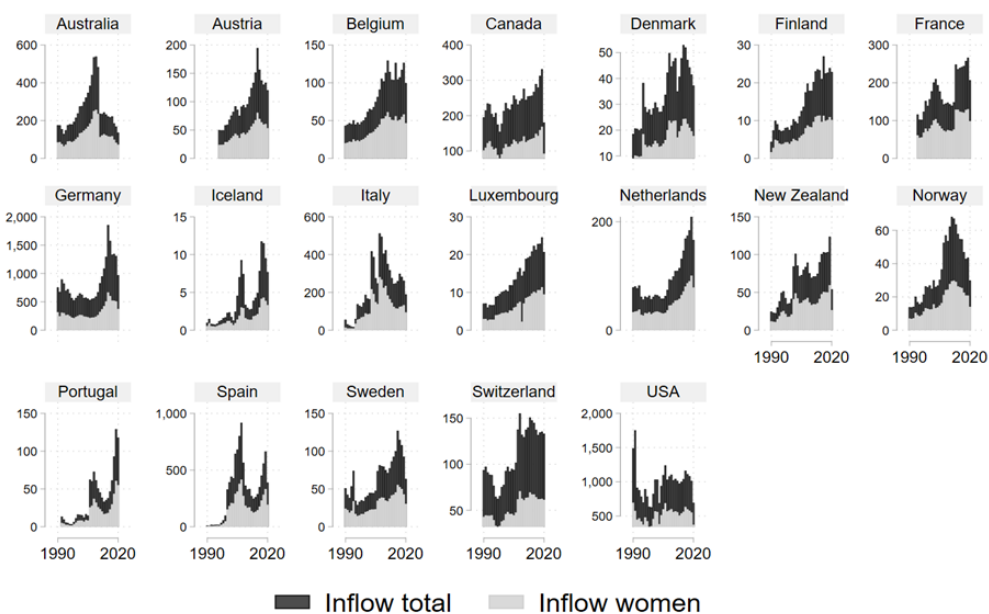 Australia Austria Belgium Canada Denmark Finland France
600 200 150 400 50 30 300
400 150 100 300 40 20 200
200 100 50 200 30 10 100
0 50 0 100 20 0 0
0 10
Germany Iceland Italy Luxembourg Netherlands New Zealand Norway
2,000 15 600 30 200 150 60
1,500 10 400 20 100 100 40
1,000 5 200 10 0 50 20
500 0 0 0 0 0
0
1990 2020 1990 2020
Portugal Spain Sweden Switzerland USA
150 1,000 150 150 2,000
100 500 100 100 1,500
50 0 50 50 1,000
0 0 500
1990 2020 1990 2020 1990 2020 1990 2020 1990 2020
Inflow total Inflow women